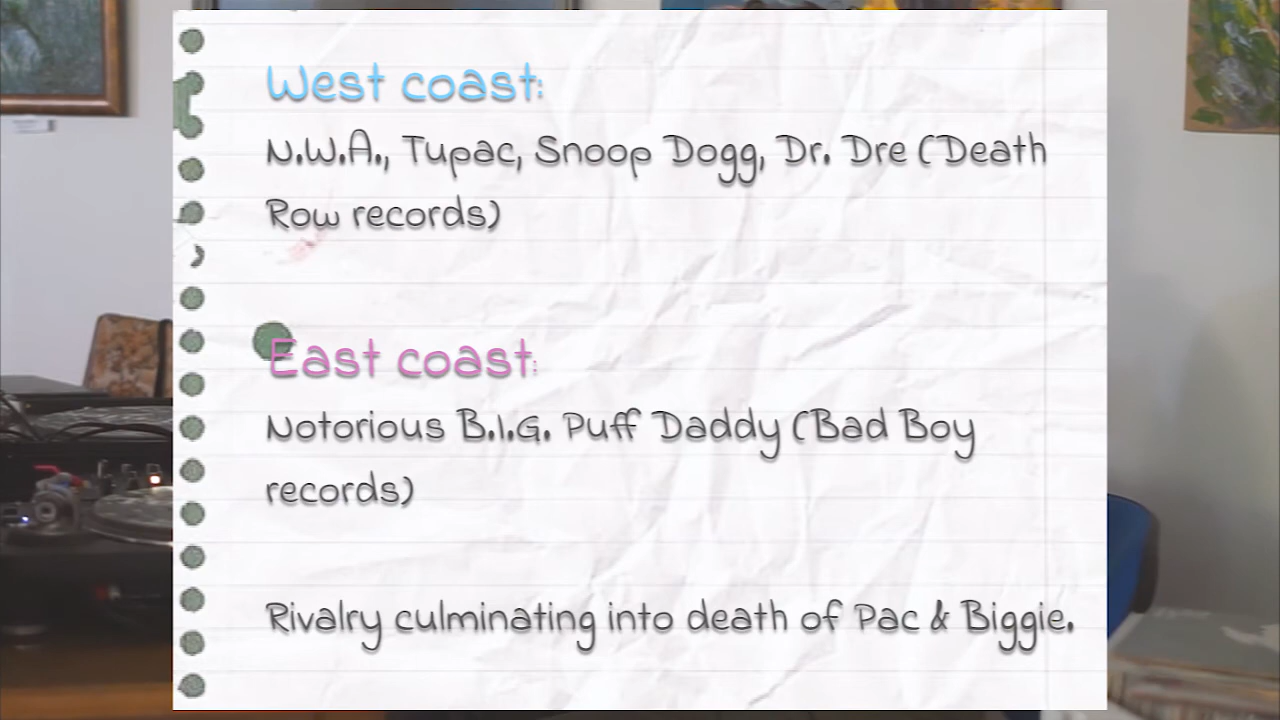 West coast:
N.W.A., Tupac, Snoop Dogg, Dr. Dre (Death
Row records)
East coast:
Notorious B.I.G. Puff Daddy (Bad Boy
records)
Rivalry culminating into death of Pac & Biggie.